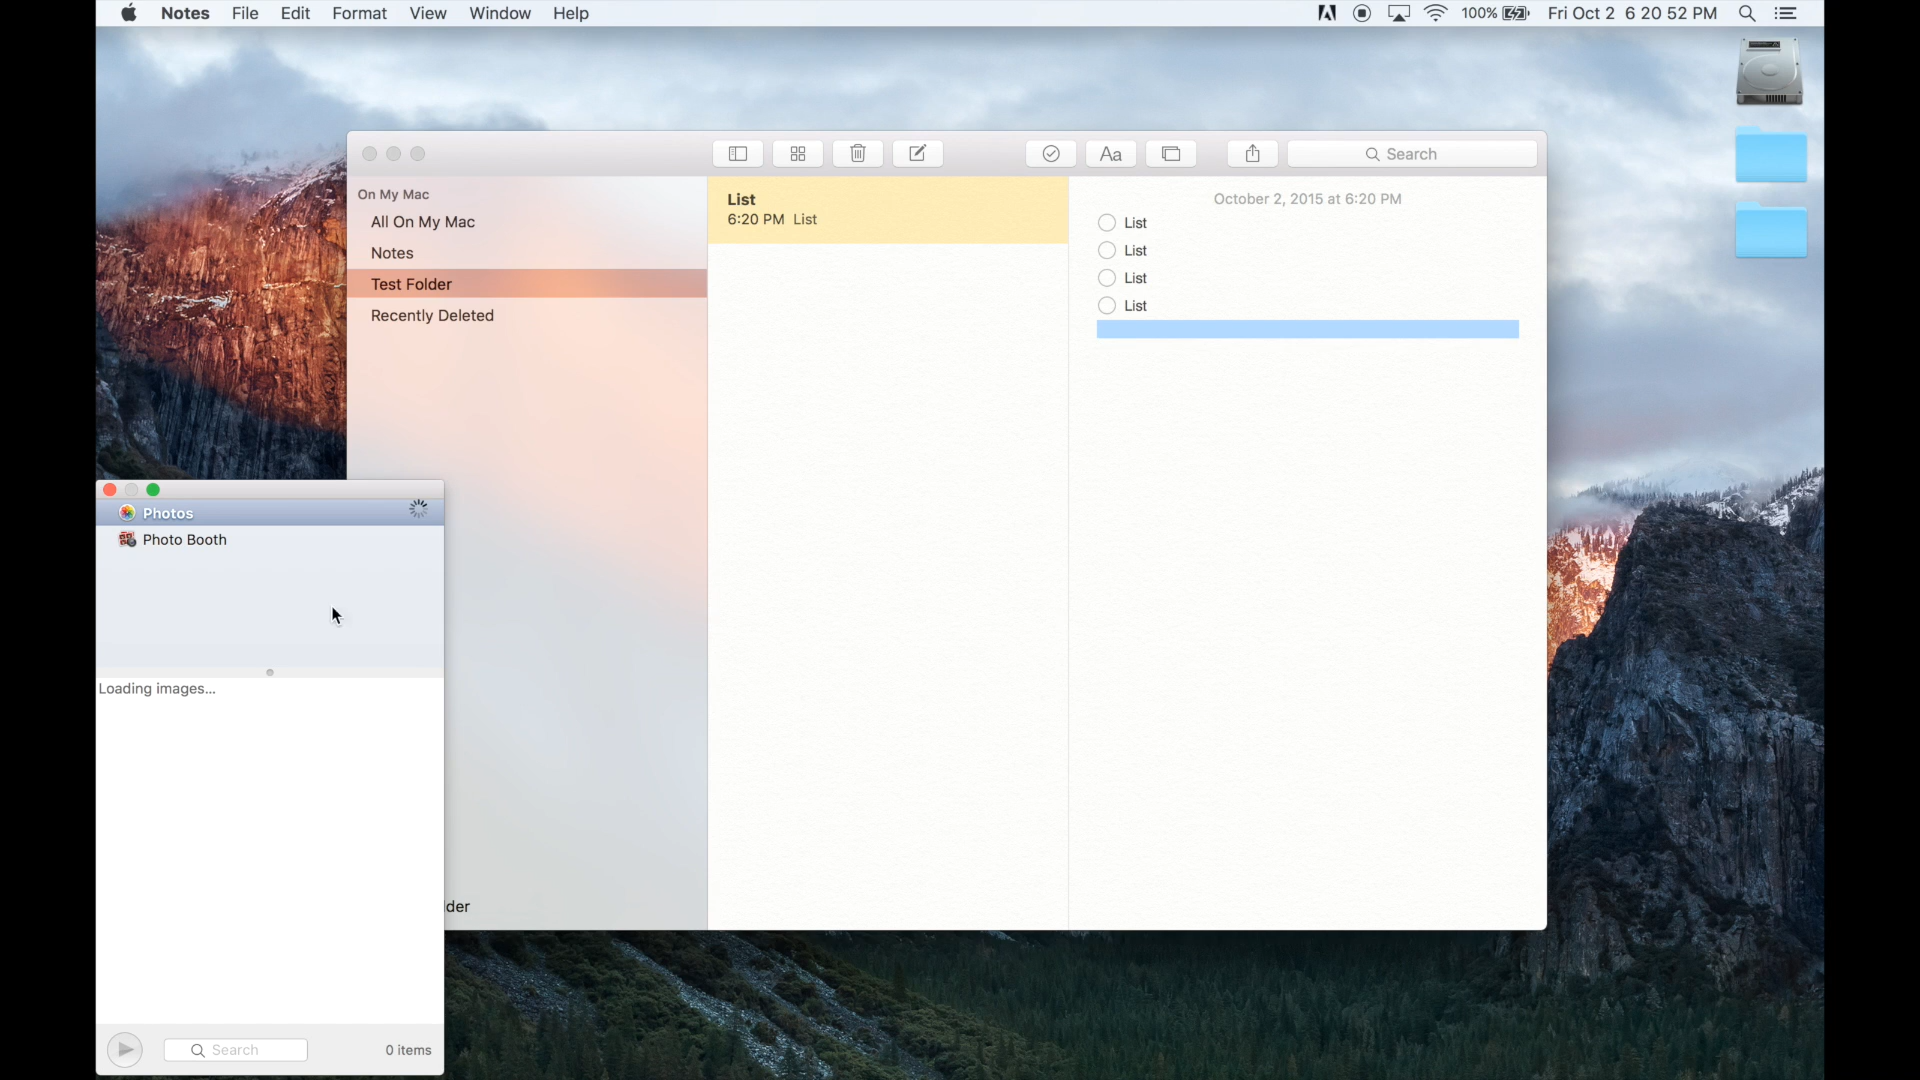 Notes File Edit Format View Window Help 100% Fri Oct 2 6 20 52 PM
Aa Search
On My Mac
All On My Mac
Notes
Test Folder
Recently Deleted
List
6:20 PM List
October 2, 2015 at 6:20 PM
List
List
List
List
Photos
Photo Booth
Loading images...
lder
Search 0 items